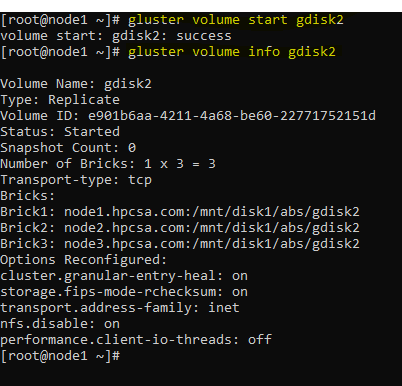 [root@node1 ~]# gluster volume start gdisk2
volume start: gdisk2: success
[root@node1 ~]# gluster volume info gdisk2

Volume Name: gdisk2
Type: Replicate
Volume ID: e901b6aa-4211-4a68-be60-22771752151d
Status: Started
Snapshot Count: 0
Number of Bricks: 1 x 3 = 3
Transport-type: tcp
Bricks:
Brick1: node1.hpcsa.com:/mnt/disk1/abs/gdisk2
Brick2: node2.hpcsa.com:/mnt/disk1/abs/gdisk2
Brick3: node3.hpcsa.com:/mnt/disk1/abs/gdisk2
Options Reconfigured:
cluster.granular-entry-heal: on
storage.fips-mode-rchecksum: on
transport.address-family: inet
nfs.disable: on
performance.client-io-threads: off
[root@node1 ~]#